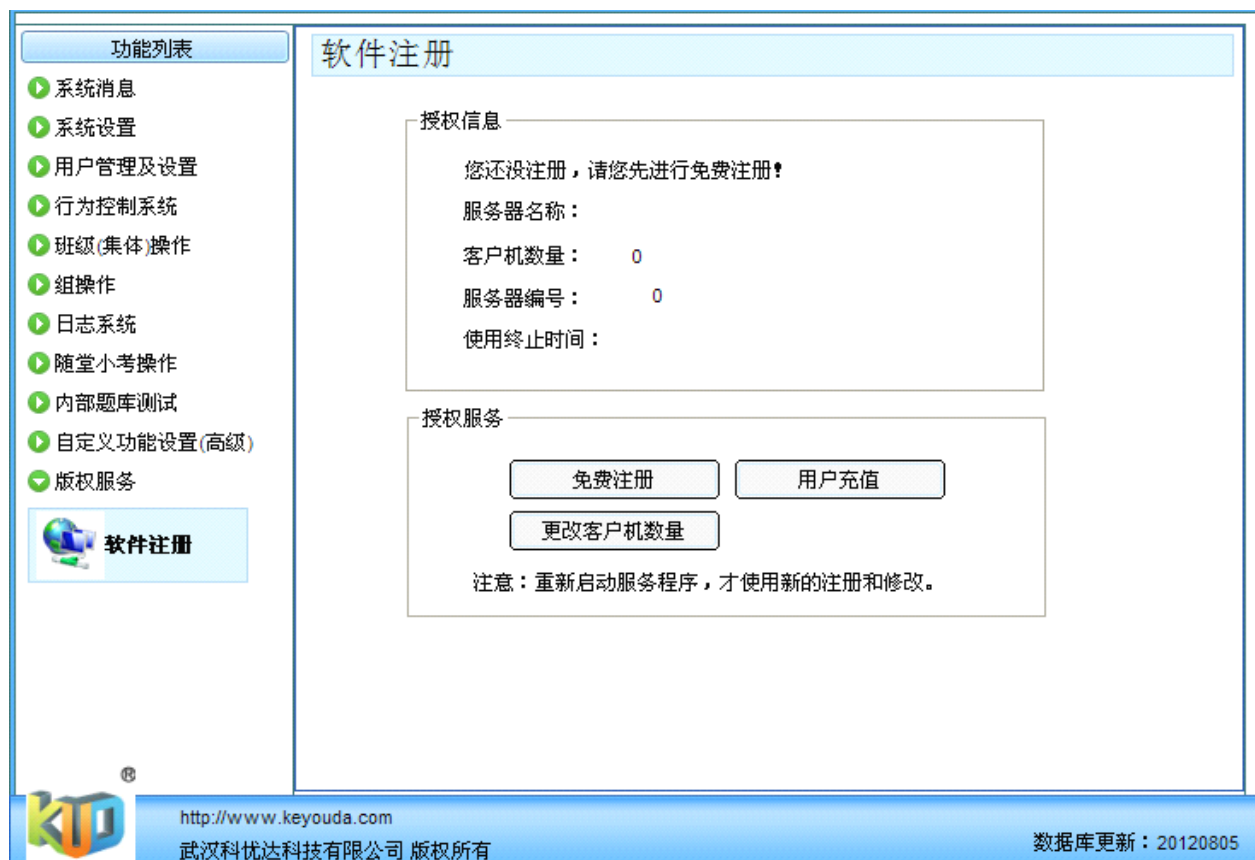 功能列表
系统消息
系统设置
用户管理及设置
行为控制系统
班级(集体)操作
组操作
日志系统
随堂小考操作
内部题库测试
自定义功能设置(高级)
版权服务
软件注册
软件注册
授权信息
您还没注册，请您先进行免费注册!
服务器名称：
客户机数量： 0
服务器编号： 0
使用终止时间：
授权服务
免费注册 用户充值
更改客户机数量
注意：重新启动服务程序，才使用新的注册和修改。
KYD ®
http://www.keyouda.com
武汉科优达科技有限公司 版权所有
数据库更新：20120805